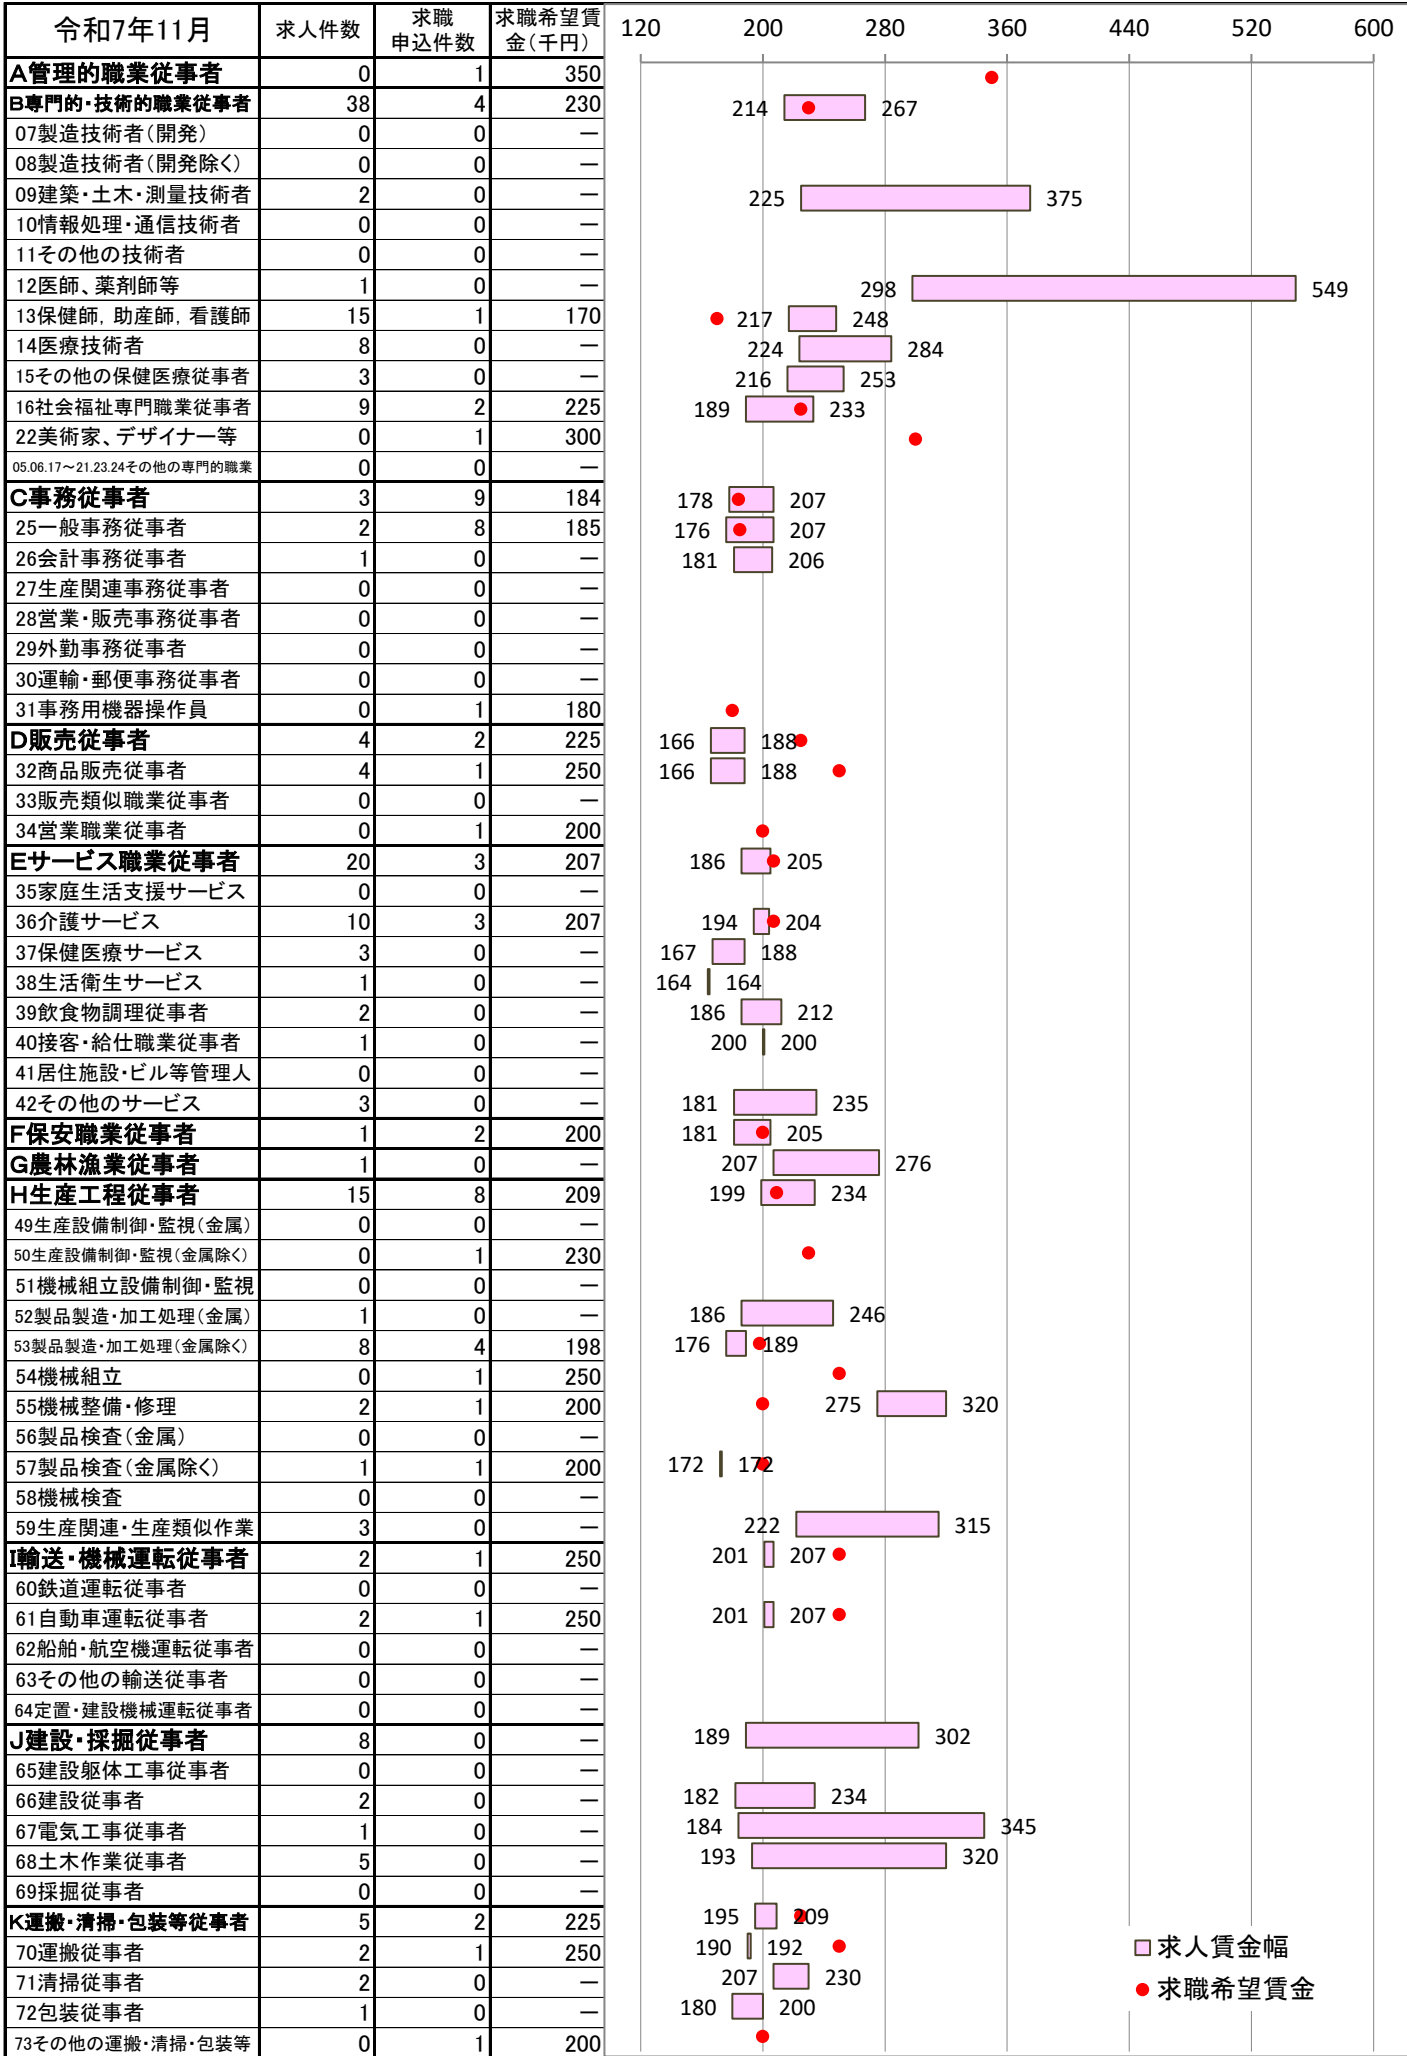 令和7年11月 求人件数 求職申込件数 求職希望賃金(千円) 120 200 280 360 440 520 600
A管理的職業従事者 0 1 350
B専門的・技術的職業従事者 38 4 230 214 267
07製造技術者(開発) 0 0 ―
08製造技術者(開発除く) 0 0 ―
09建築・土木・測量技術者 2 0 ― 225 375
10情報処理・通信技術者 0 0 ―
11その他の技術者 0 0 ―
12医師、薬剤師等 1 0 ― 298 549
13保健師，助産師，看護師 15 1 170 217 248
14医療技術者 8 0 ― 224 284
15その他の保健医療従事者 3 0 ― 216 253
16社会福祉専門職業従事者 9 2 225 189 233
22美術家、デザイナー等 0 1 300
05.06.17～21.23.24その他の専門的職業 0 0 ―
C事務従事者 3 9 184 178 207
25一般事務従事者 2 8 185 176 207
26会計事務従事者 1 0 ― 181 206
27生産関連事務従事者 0 0 ―
28営業・販売事務従事者 0 0 ―
29外勤事務従事者 0 0 ―
30運輸・郵便事務従事者 0 0 ―
31事務用機器操作員 0 1 180
D販売従事者 4 2 225 166 188
32商品販売従事者 4 1 250 166 188
33販売類似職業従事者 0 0 ―
34営業職業従事者 0 1 200
Eサービス職業従事者 20 3 207 186 205
35家庭生活支援サービス 0 0 ―
36介護サービス 10 3 207 194 204
37保健医療サービス 3 0 ― 167 188
38生活衛生サービス 1 0 ― 164 164
39飲食物調理従事者 2 0 ― 186 212
40接客・給仕職業従事者 1 0 ― 200 200
41居住施設・ビル等管理人 0 0 ―
42その他のサービス 3 0 ― 181 235
F保安職業従事者 1 2 200 181 205
G農林漁業従事者 1 0 ― 207 276
H生産工程従事者 15 8 209 199 234
49生産設備制御・監視(金属) 0 0 ―
50生産設備制御・監視(金属除く) 0 1 230
51機械組立設備制御・監視 0 0 ―
52製品製造・加工処理(金属) 1 0 ― 186 246
53製品製造・加工処理(金属除く) 8 4 198 176 189
54機械組立 0 1 250
55機械整備・修理 2 1 200 275 320
56製品検査(金属) 0 0 ―
57製品検査(金属除く) 1 1 200 172 172
58機械検査 0 0 ―
59生産関連・生産類似作業 3 0 ― 222 315
I輸送・機械運転従事者 2 1 250 201 207
60鉄道運転従事者 0 0 ―
61自動車運転従事者 2 1 250 201 207
62船舶・航空機運転従事者 0 0 ―
63その他の輸送従事者 0 0 ―
64定置・建設機械運転従事者 0 0 ―
J建設・採掘従事者 8 0 ― 189 302
65建設躯体工事従事者 0 0 ―
66建設従事者 2 0 ― 182 234
67電気工事従事者 1 0 ― 184 345
68土木作業従事者 5 0 ― 193 320
69採掘従事者 0 0 ―
K運搬・清掃・包装等従事者 5 2 225 195 209
70運搬従事者 2 1 250 190 192 求人賃金幅
71清掃従事者 2 0 ― 207 230 求職希望賃金
72包装従事者 1 0 ― 180 200
73その他の運搬・清掃・包装等 0 1 200